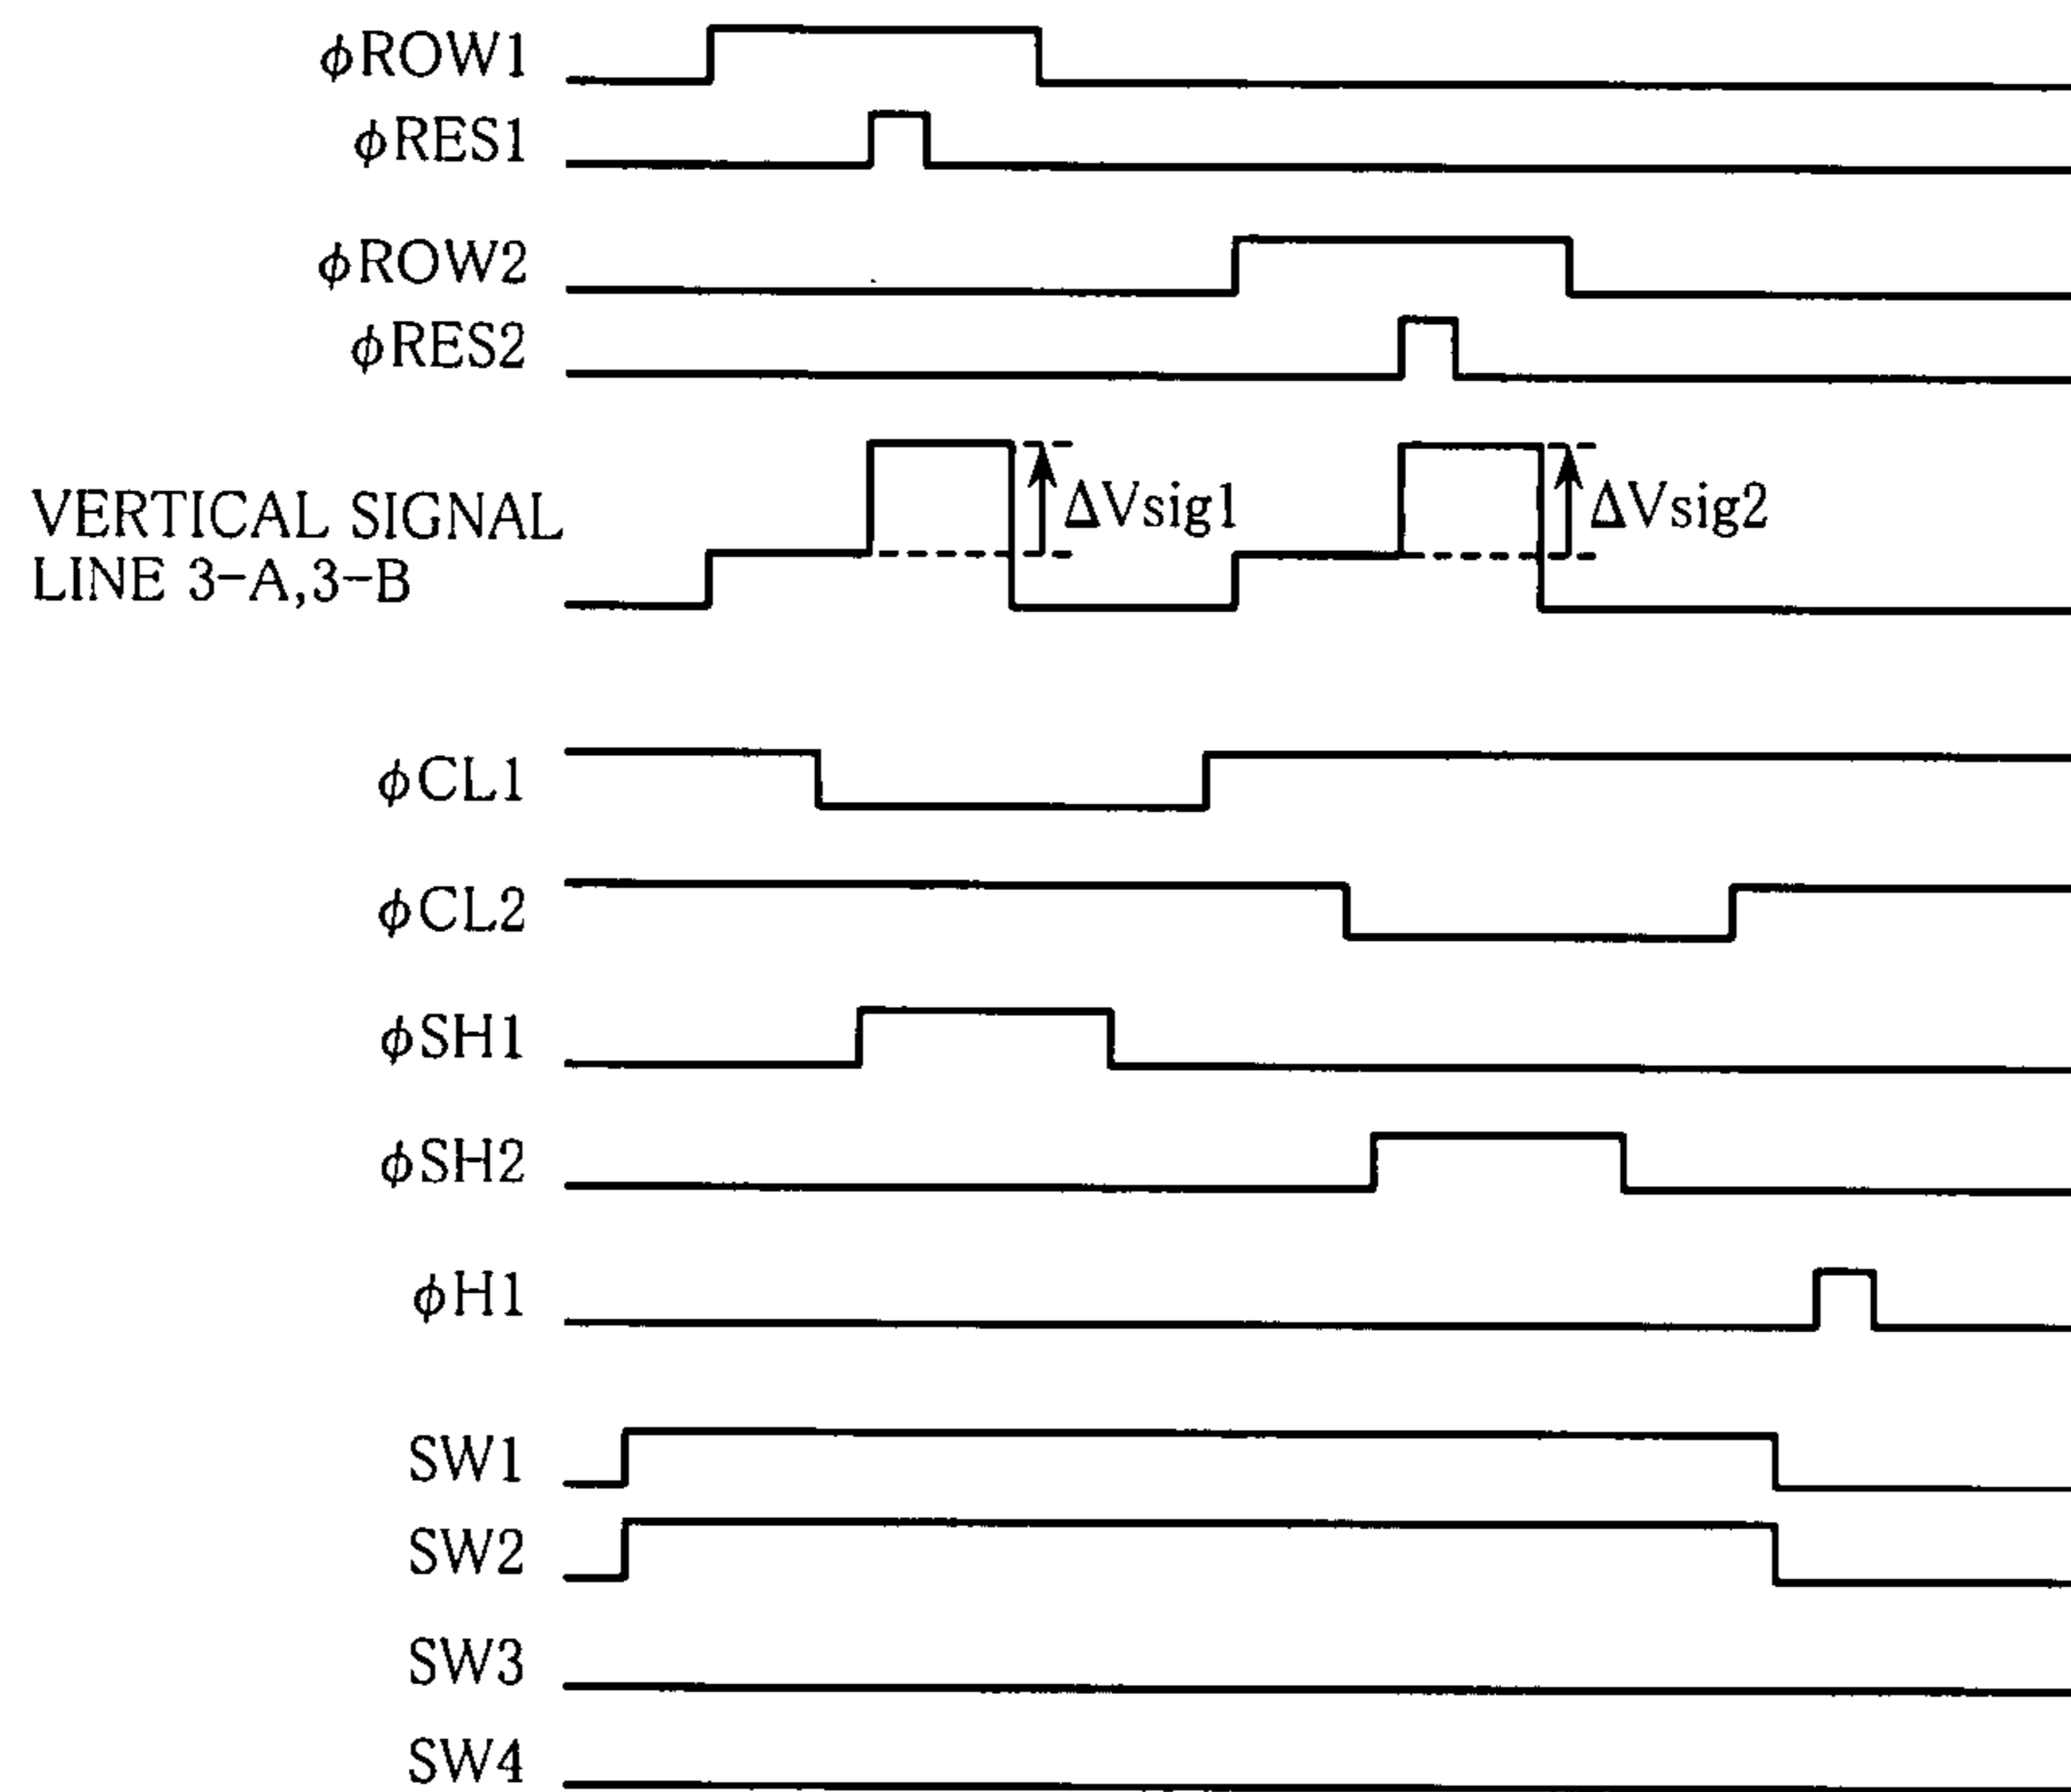 ϕROW1
ϕRES1
ϕROW2
ϕRES2
VERTICAL SIGNAL
LINE 3-A,3-B
ΔVsig1
ΔVsig2
ϕCL1
ϕCL2
ϕSH1
ϕSH2
ϕH1
SW1
SW2
SW3
SW4